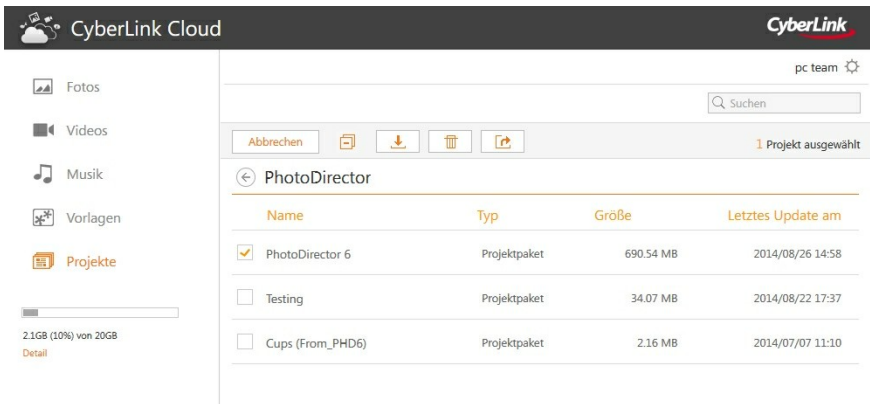 CyberLink Cloud
CyberLink
pc team
Fotos
Videos
Musik
Vorlagen
Projekte
2.1GB (10%) von 20GB
Detail
Suchen
Abbrechen
1 Projekt ausgewählt
PhotoDirector
Name Typ Größe Letztes Update am
PhotoDirector 6 Projektpaket 690.54 MB 2014/08/26 14:58
Testing Projektpaket 34.07 MB 2014/08/22 17:37
Cups (From_PHD6) Projektpaket 2.16 MB 2014/07/07 11:10